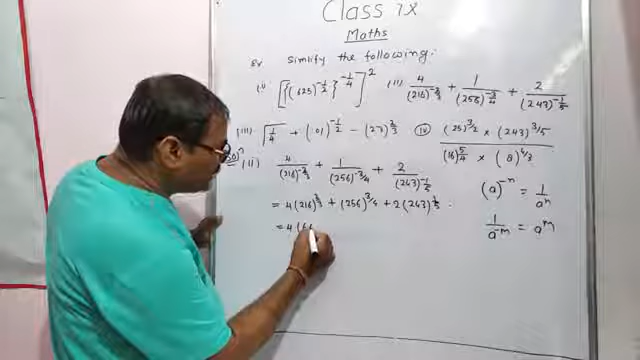 Class IX
Maths
Ex Simlify the following:
(i) [{(625)^{-1/2}}^{-1/4}]^2 (ii) 4/(216)^{-2/3} + 1/(256)^{-3/4} + 2/(243)^{-1/5}
(iii) √(1/4) + (.01)^{-1/2} - (27)^{2/3} (iv) (25)^{3/2} × (243)^{3/5} / (16)^{5/4} × (8)^{4/3}
Sol^n (ii) 4/(216)^{-2/3} + 1/(256)^{-3/4} + 2/(243)^{-1/5}
= 4(216)^{2/3} + (256)^{3/4} + 2(243)^{1/5}
= 4(6
(a)^{-n} = 1/a^n
1/a^{-m} = a^m